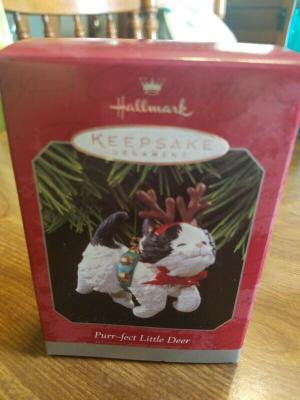 Hallmark
KEEPSAKE
ORNAMENT
Purr-fect Little Deer